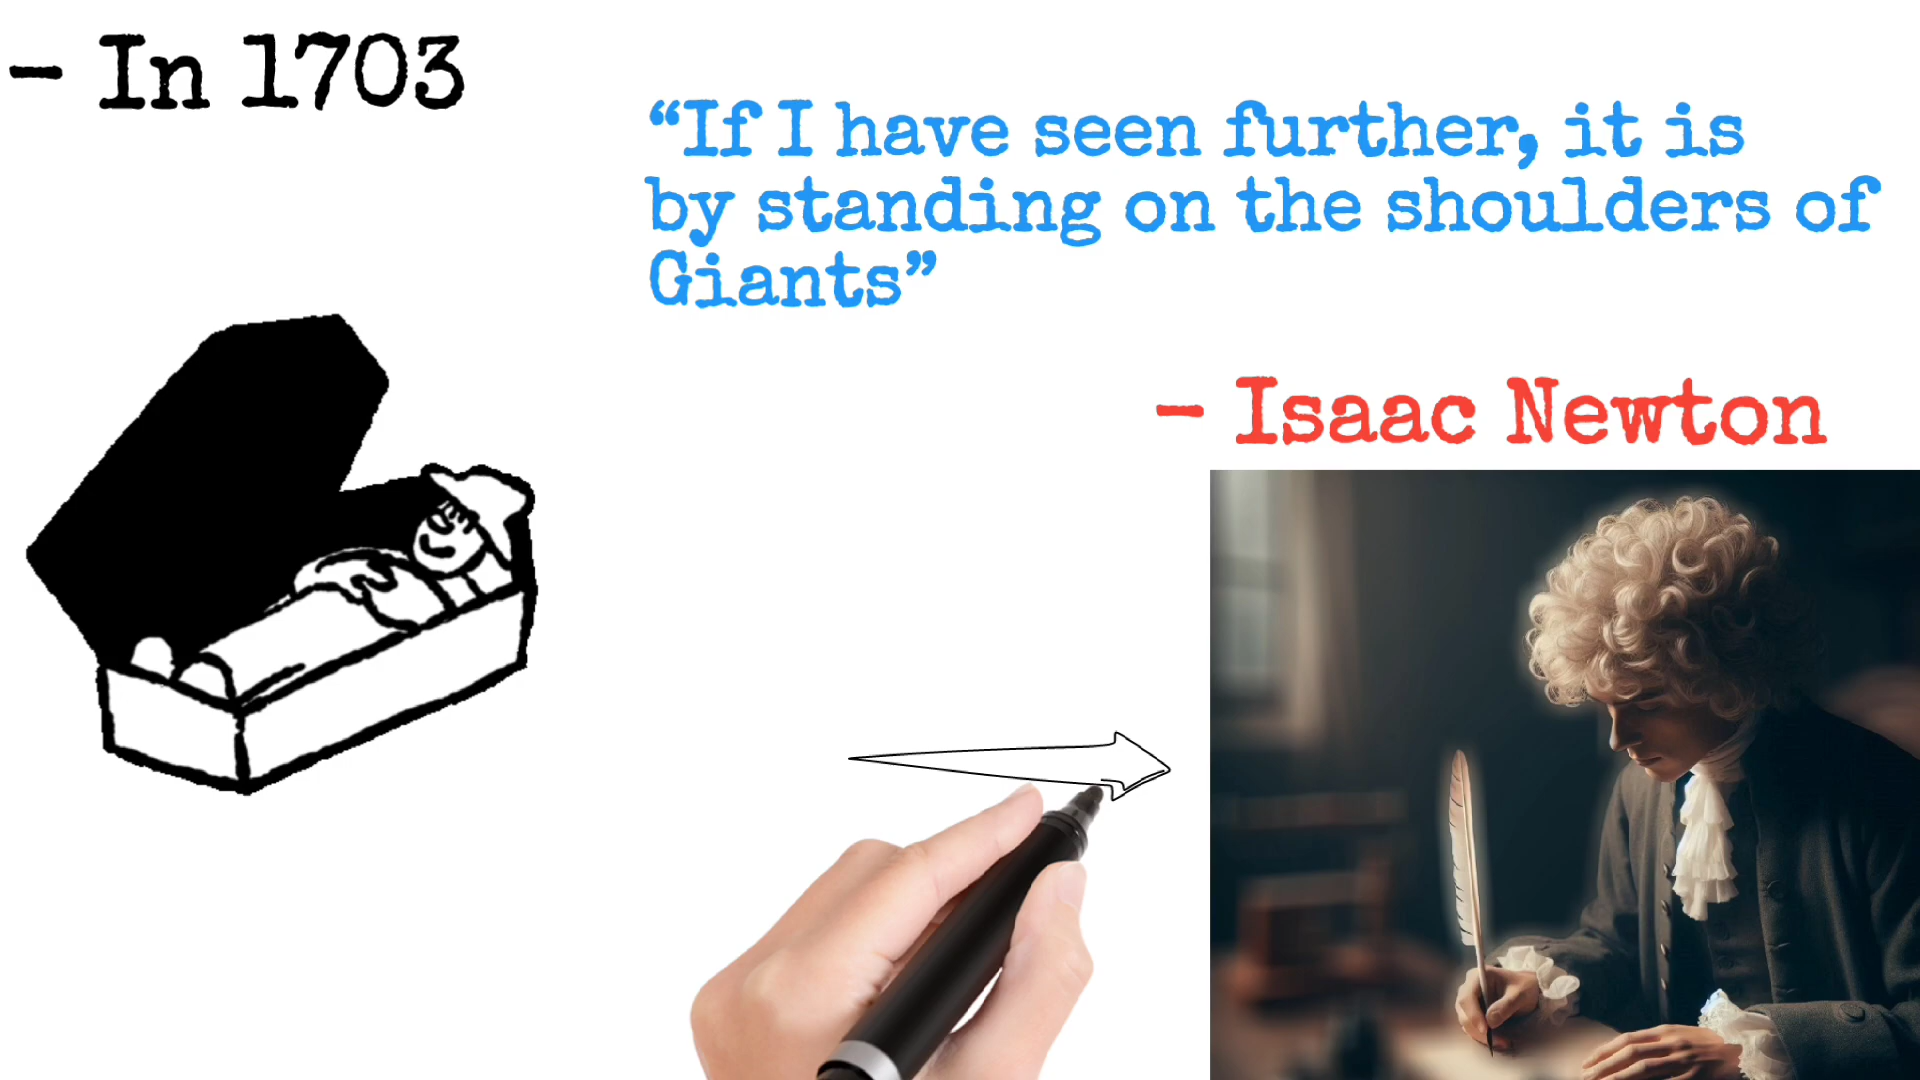 - In 1703
“If I have seen further, it is
by standing on the shoulders of
Giants”
- Isaac Newton